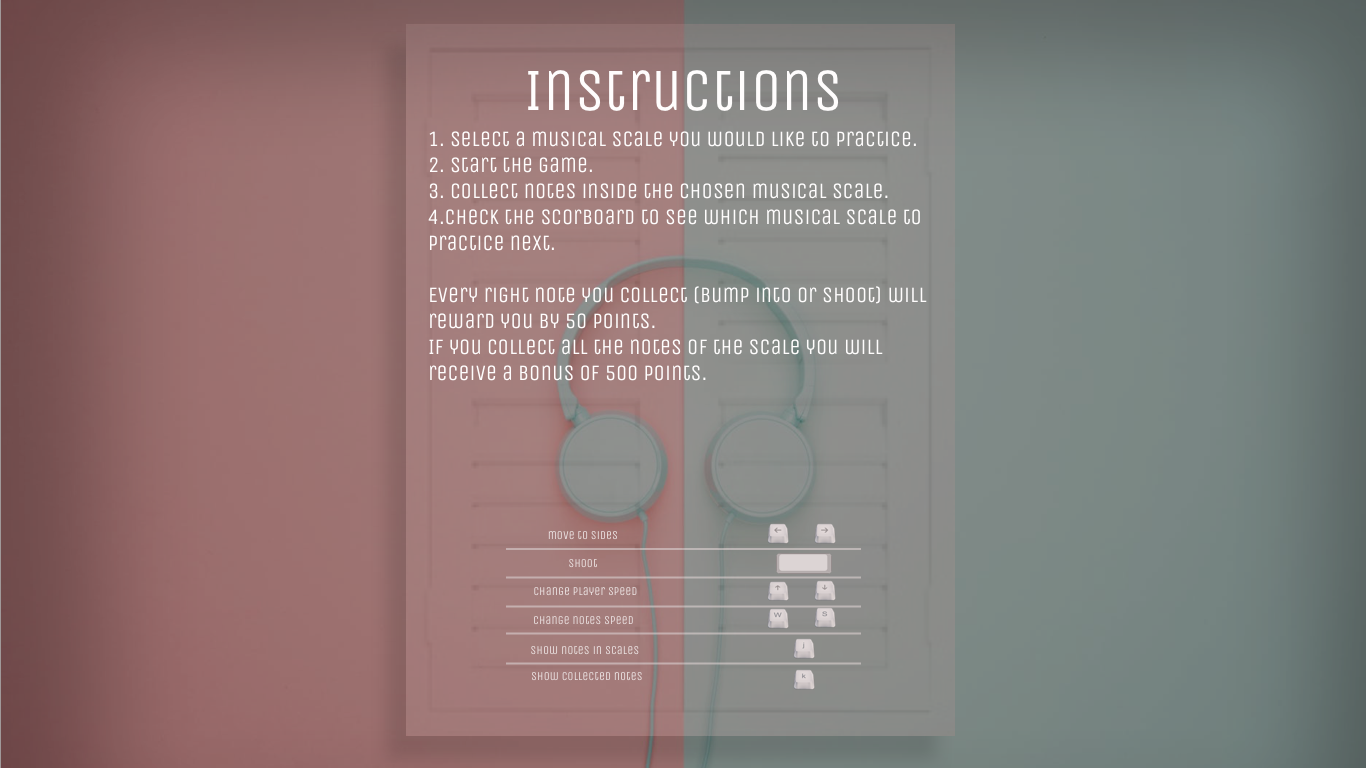 Instructions
1. Select a musical scale you would like to practice.
2. Start the game.
3. Collect notes inside the chosen musical scale.
4.Check the scorboard to see which musical scale to
practice next.
Every right note you collect (bump into or shoot) will
reward you by 50 points.
If you collect all the notes of the scale you will
receive a bonus of 500 points.
move to sides ← →
shoot
change player speed ↑ ↓
change notes speed W S
show notes in scales j
show collected notes k